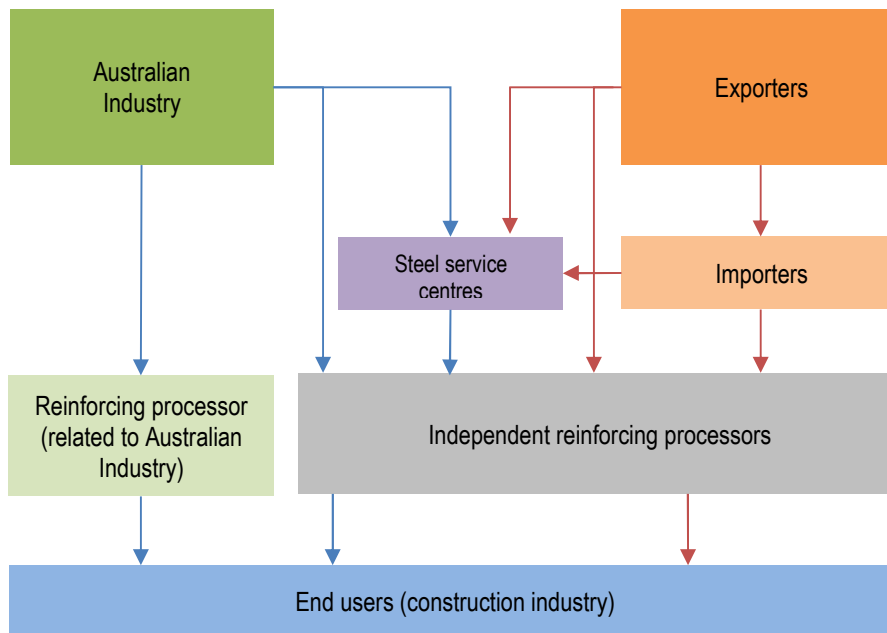 Australian
Industry
Exporters
Steel service
centres
Importers
Reinforcing processor
(related to Australian
Industry)
Independent reinforcing processors
End users (construction industry)